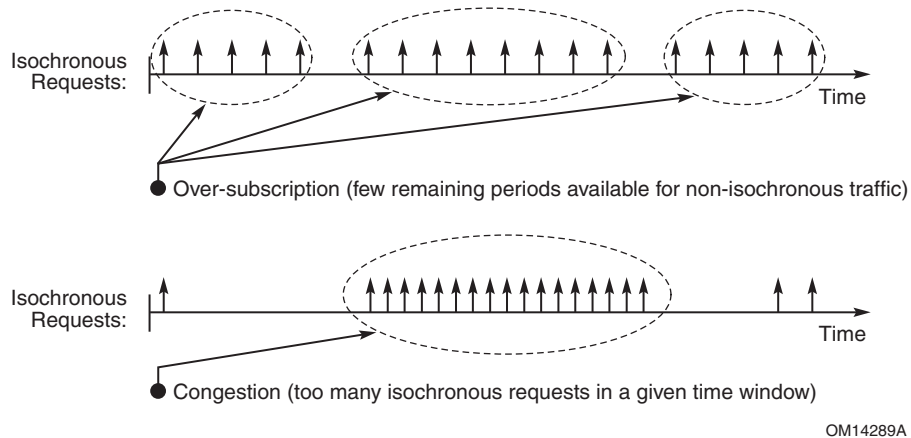 Isochronous
Requests:
Time
Over-subscription (few remaining periods available for non-isochronous traffic)
Isochronous
Requests:
Time
Congestion (too many isochronous requests in a given time window)
OM14289A